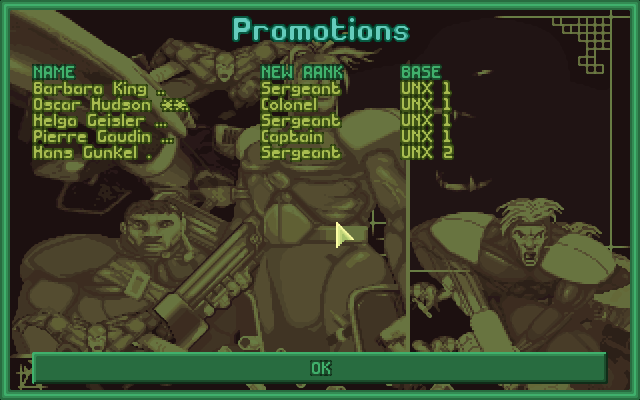 Promotions
NAME NEW RANK BASE
Barbara King .. Sergeant UNX 1
Oscar Hudson **. Colonel UNX 1
Helga Geisler ... Sergeant UNX 1
Pierre Gaudin ... Captain UNX 1
Hans Gunkel . Sergeant UNX 2
OK